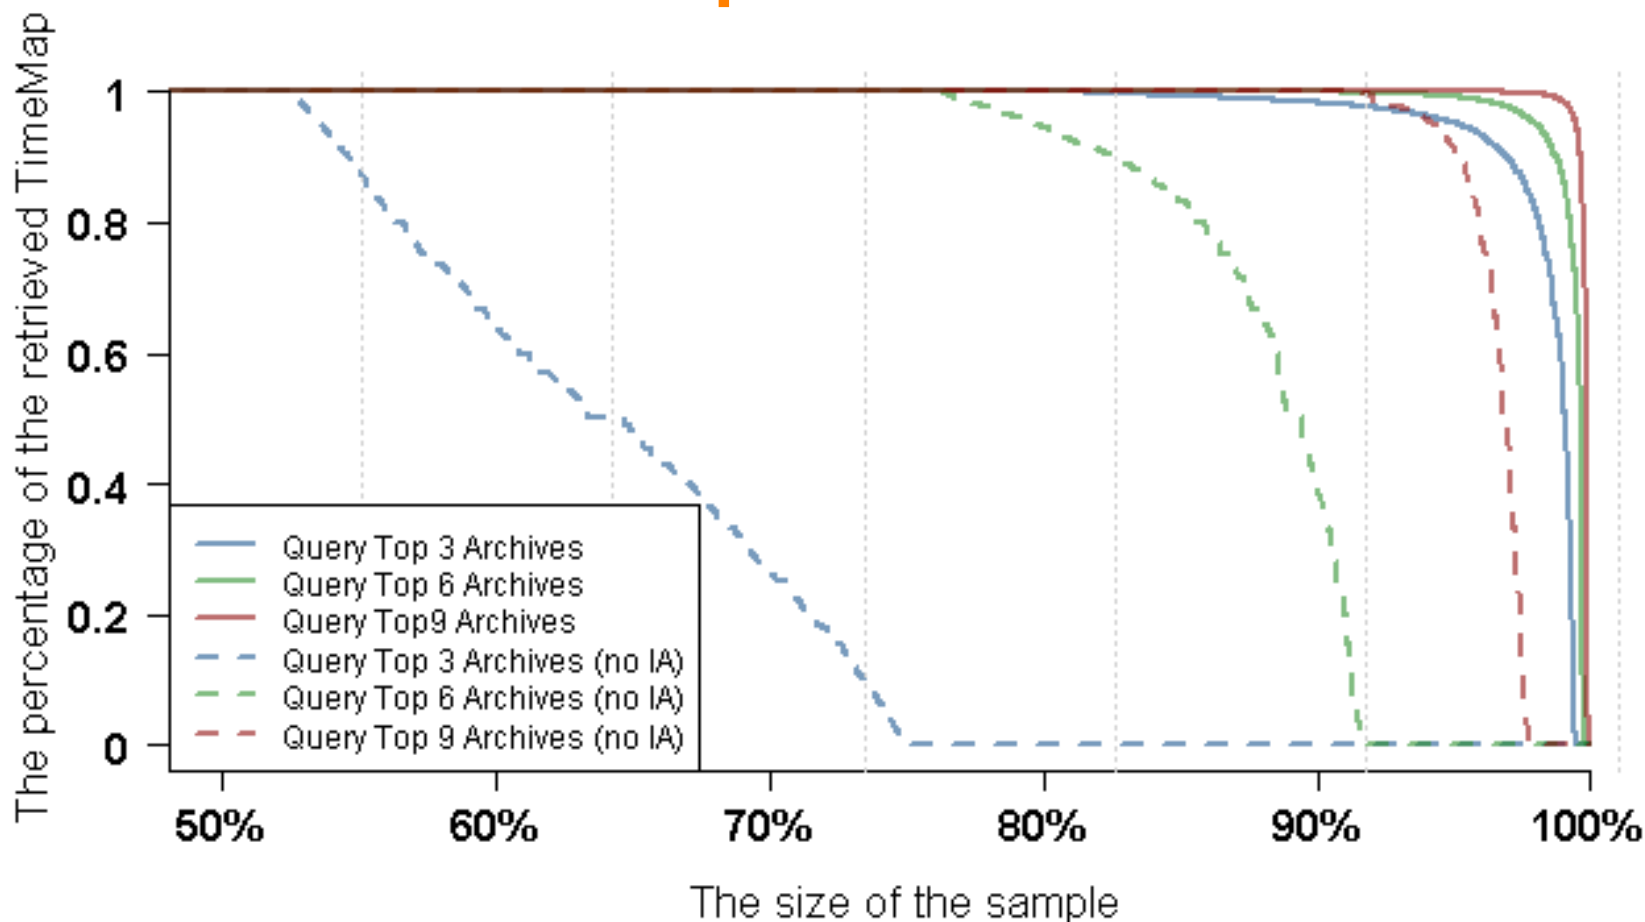 The percentage of the retrieved TimeMap
1
0.8
0.6
0.4
0.2
0
Query Top 3 Archives
Query Top 6 Archives
Query Top9 Archives
Query Top 3 Archives (no IA)
Query Top 6 Archives (no IA)
Query Top 9 Archives (no IA)
50% 60% 70% 80% 90% 100%
The size of the sample